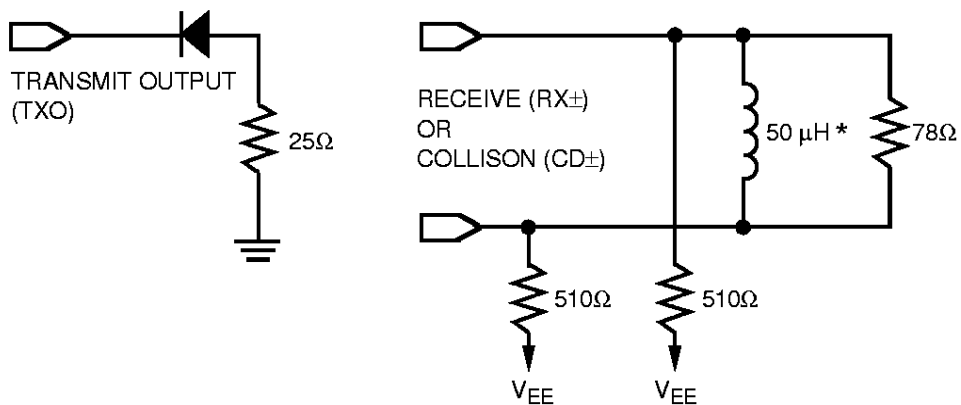 TRANSMIT OUTPUT
(TXO)
25Ω
RECEIVE (RX±)
OR
COLLISON (CD±)
50 μH *
78Ω
510Ω
510Ω
VEE
VEE